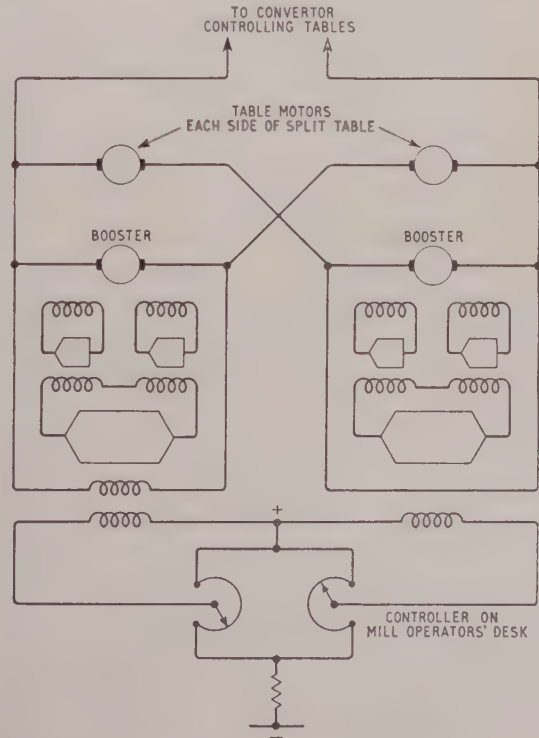 TO CONVERTOR
CONTROLLING TABLES
TABLE MOTORS
EACH SIDE OF SPLIT TABLE
BOOSTER
BOOSTER
+
CONTROLLER ON
MILL OPERATORS' DESK
−